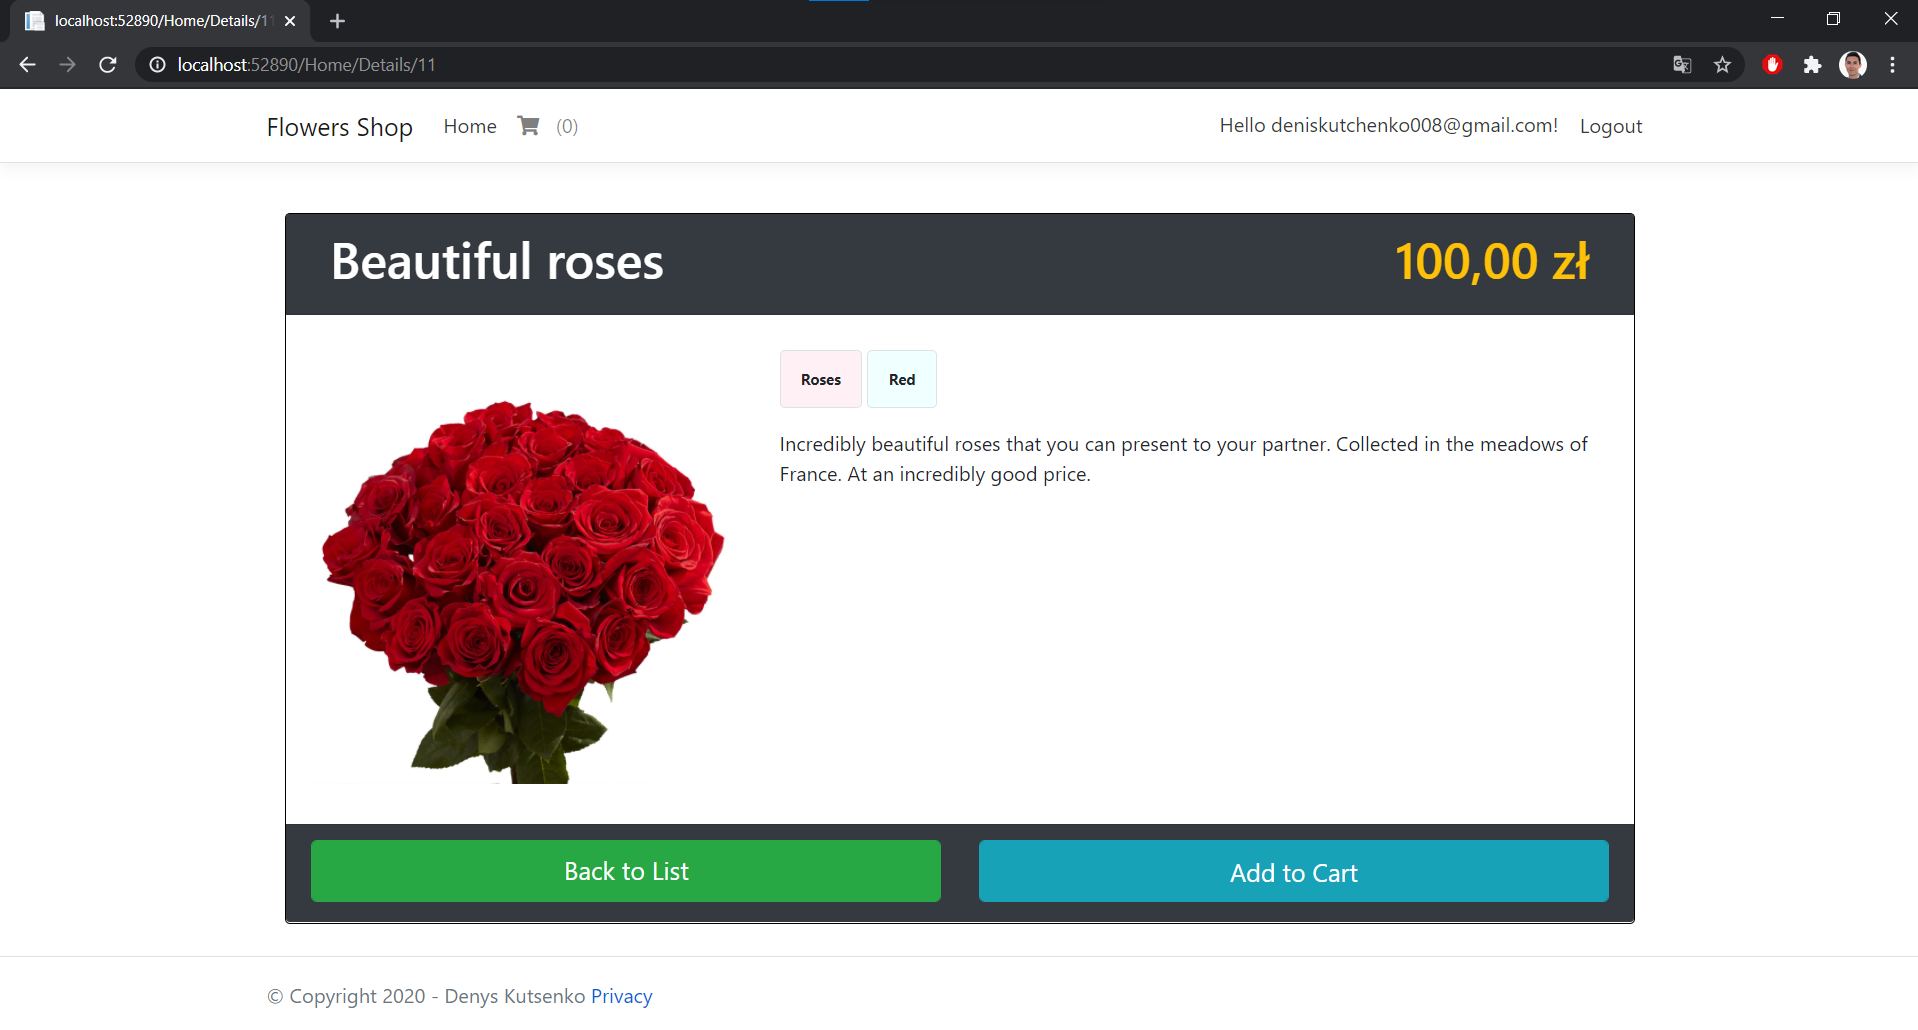 localhost:52890/Home/Details/11
localhost:52890/Home/Details/11
Flowers Shop Home (0) Hello deniskutchenko008@gmail.com! Logout
Beautiful roses 100,00 zł
Roses Red
Incredibly beautiful roses that you can present to your partner. Collected in the meadows of
France. At an incredibly good price.
Back to List Add to Cart
© Copyright 2020 - Denys Kutsenko Privacy